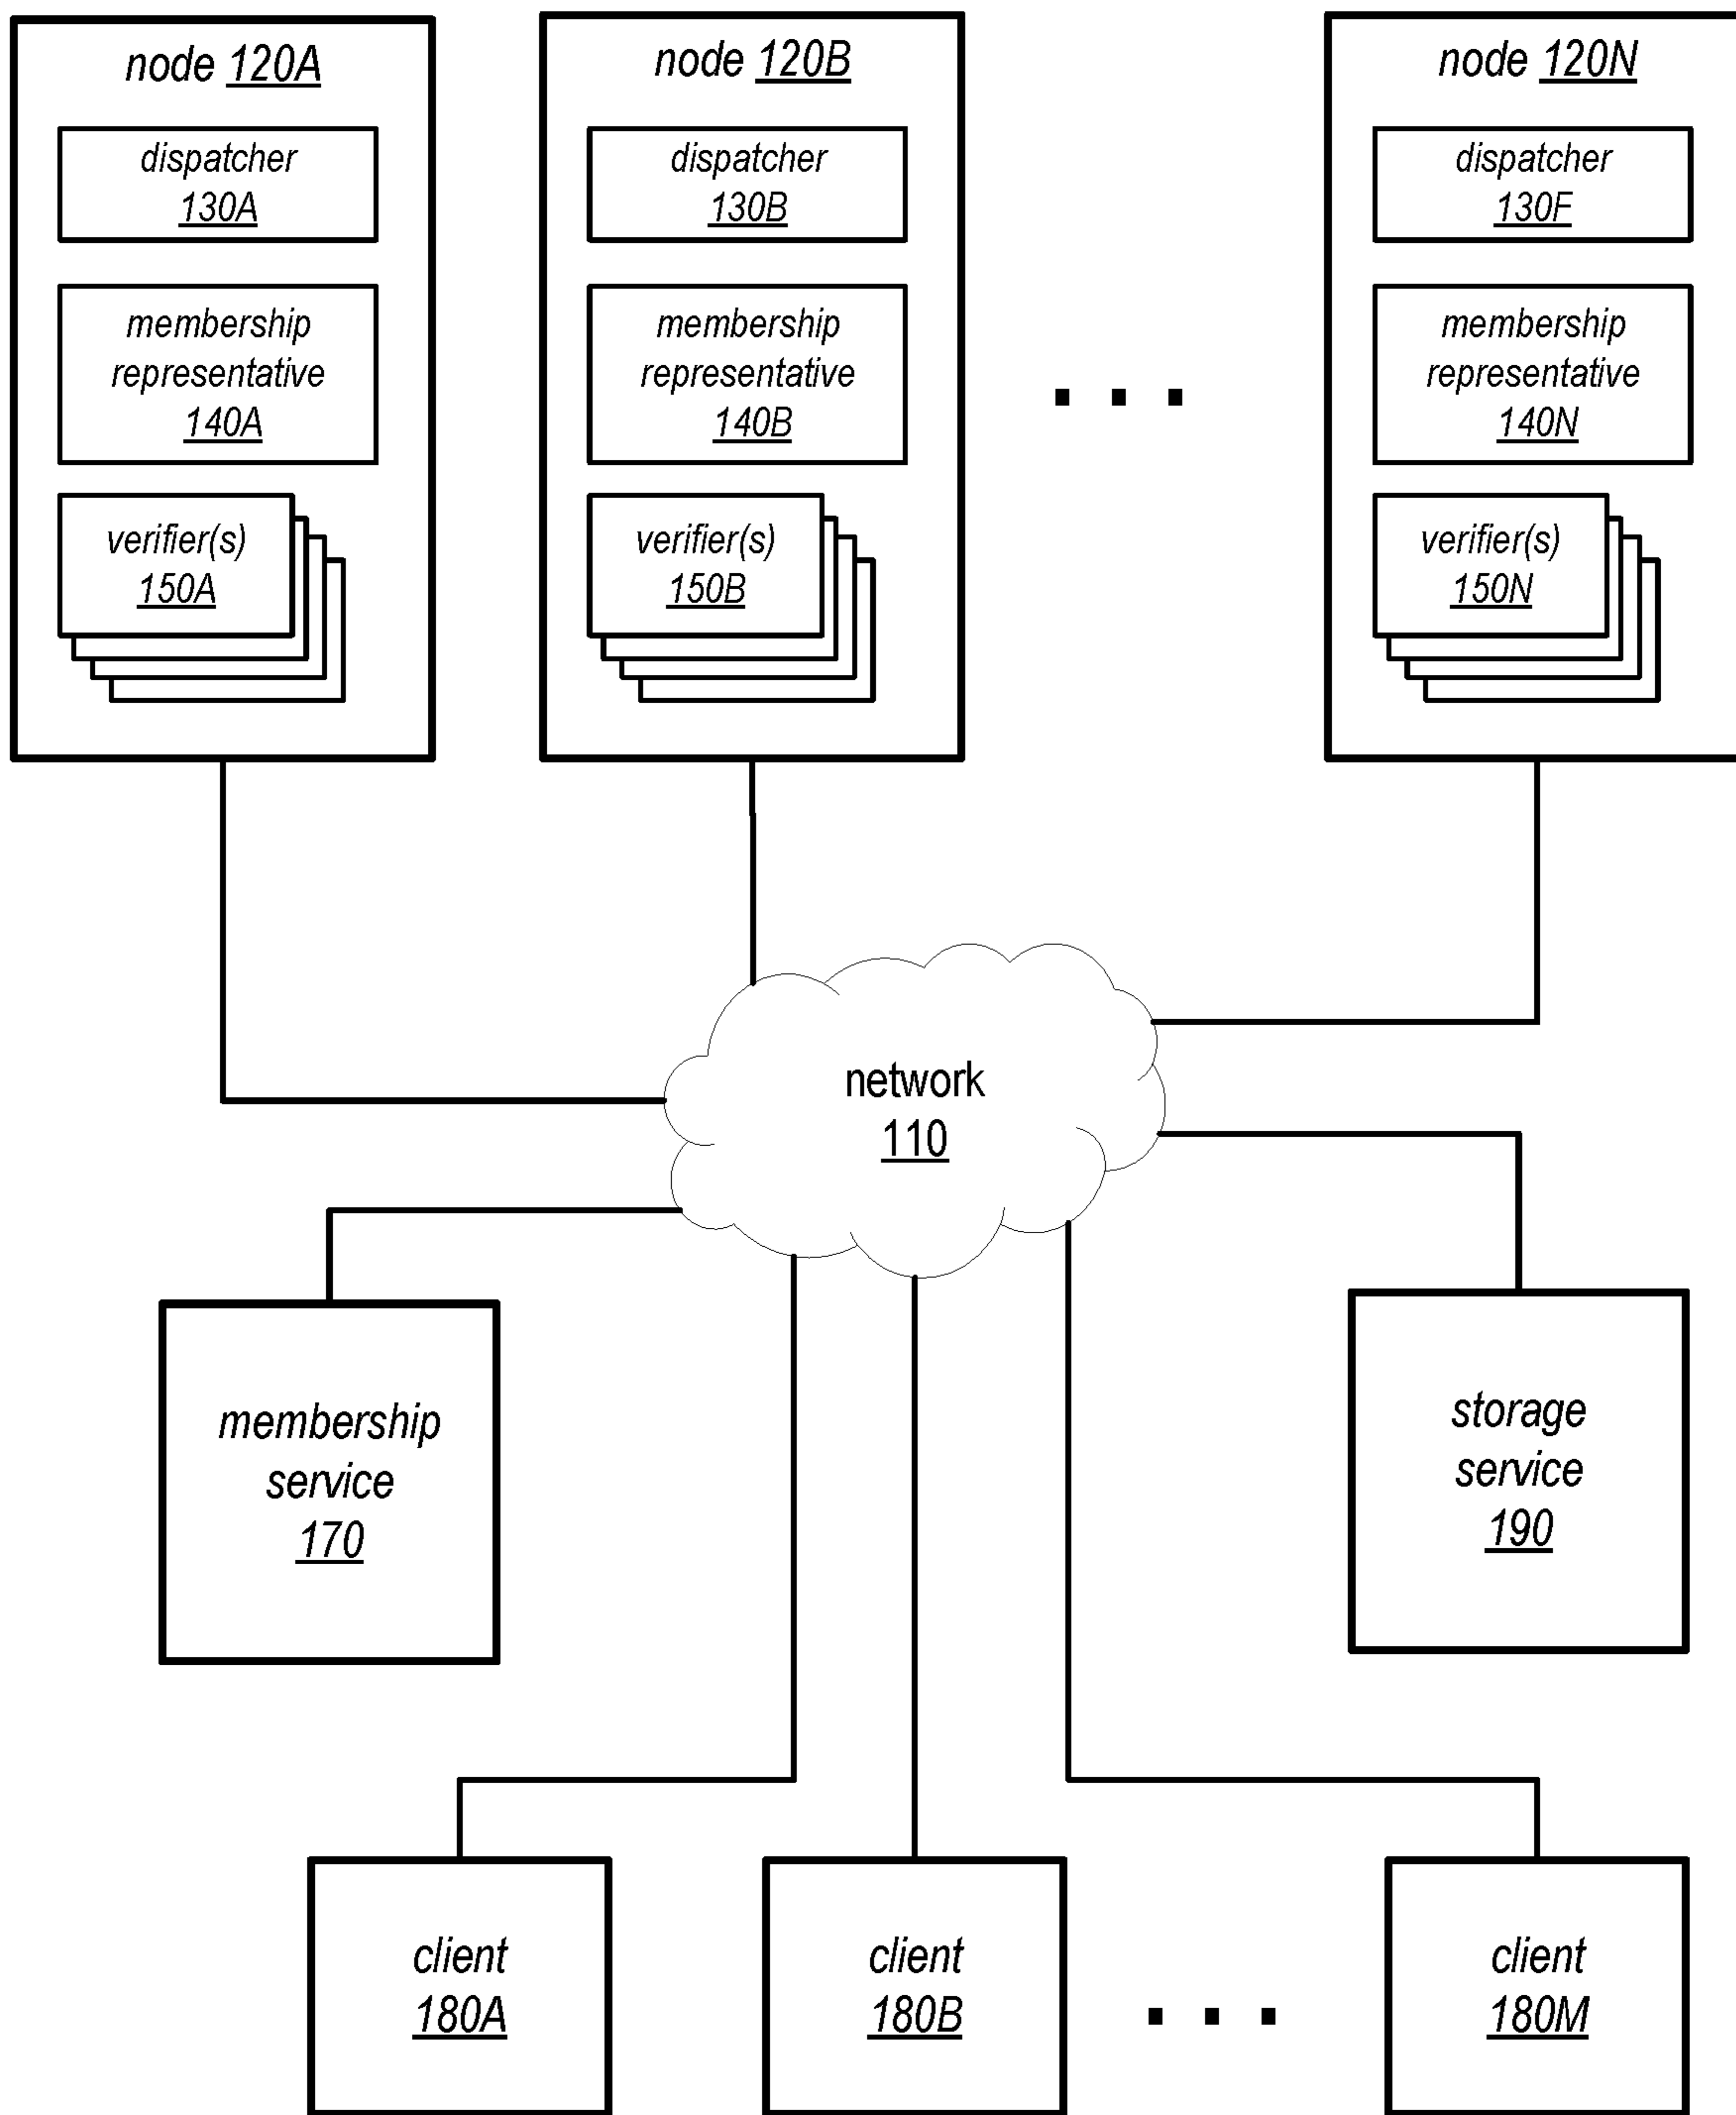 node 120A
dispatcher
130A
membership
representative
140A
verifier(s)
150A
node 120B
dispatcher
130B
membership
representative
140B
verifier(s)
150B
. . .
node 120N
dispatcher
130F
membership
representative
140N
verifier(s)
150N
network
110
membership
service
170
storage
service
190
client
180A
client
180B
. . .
client
180M